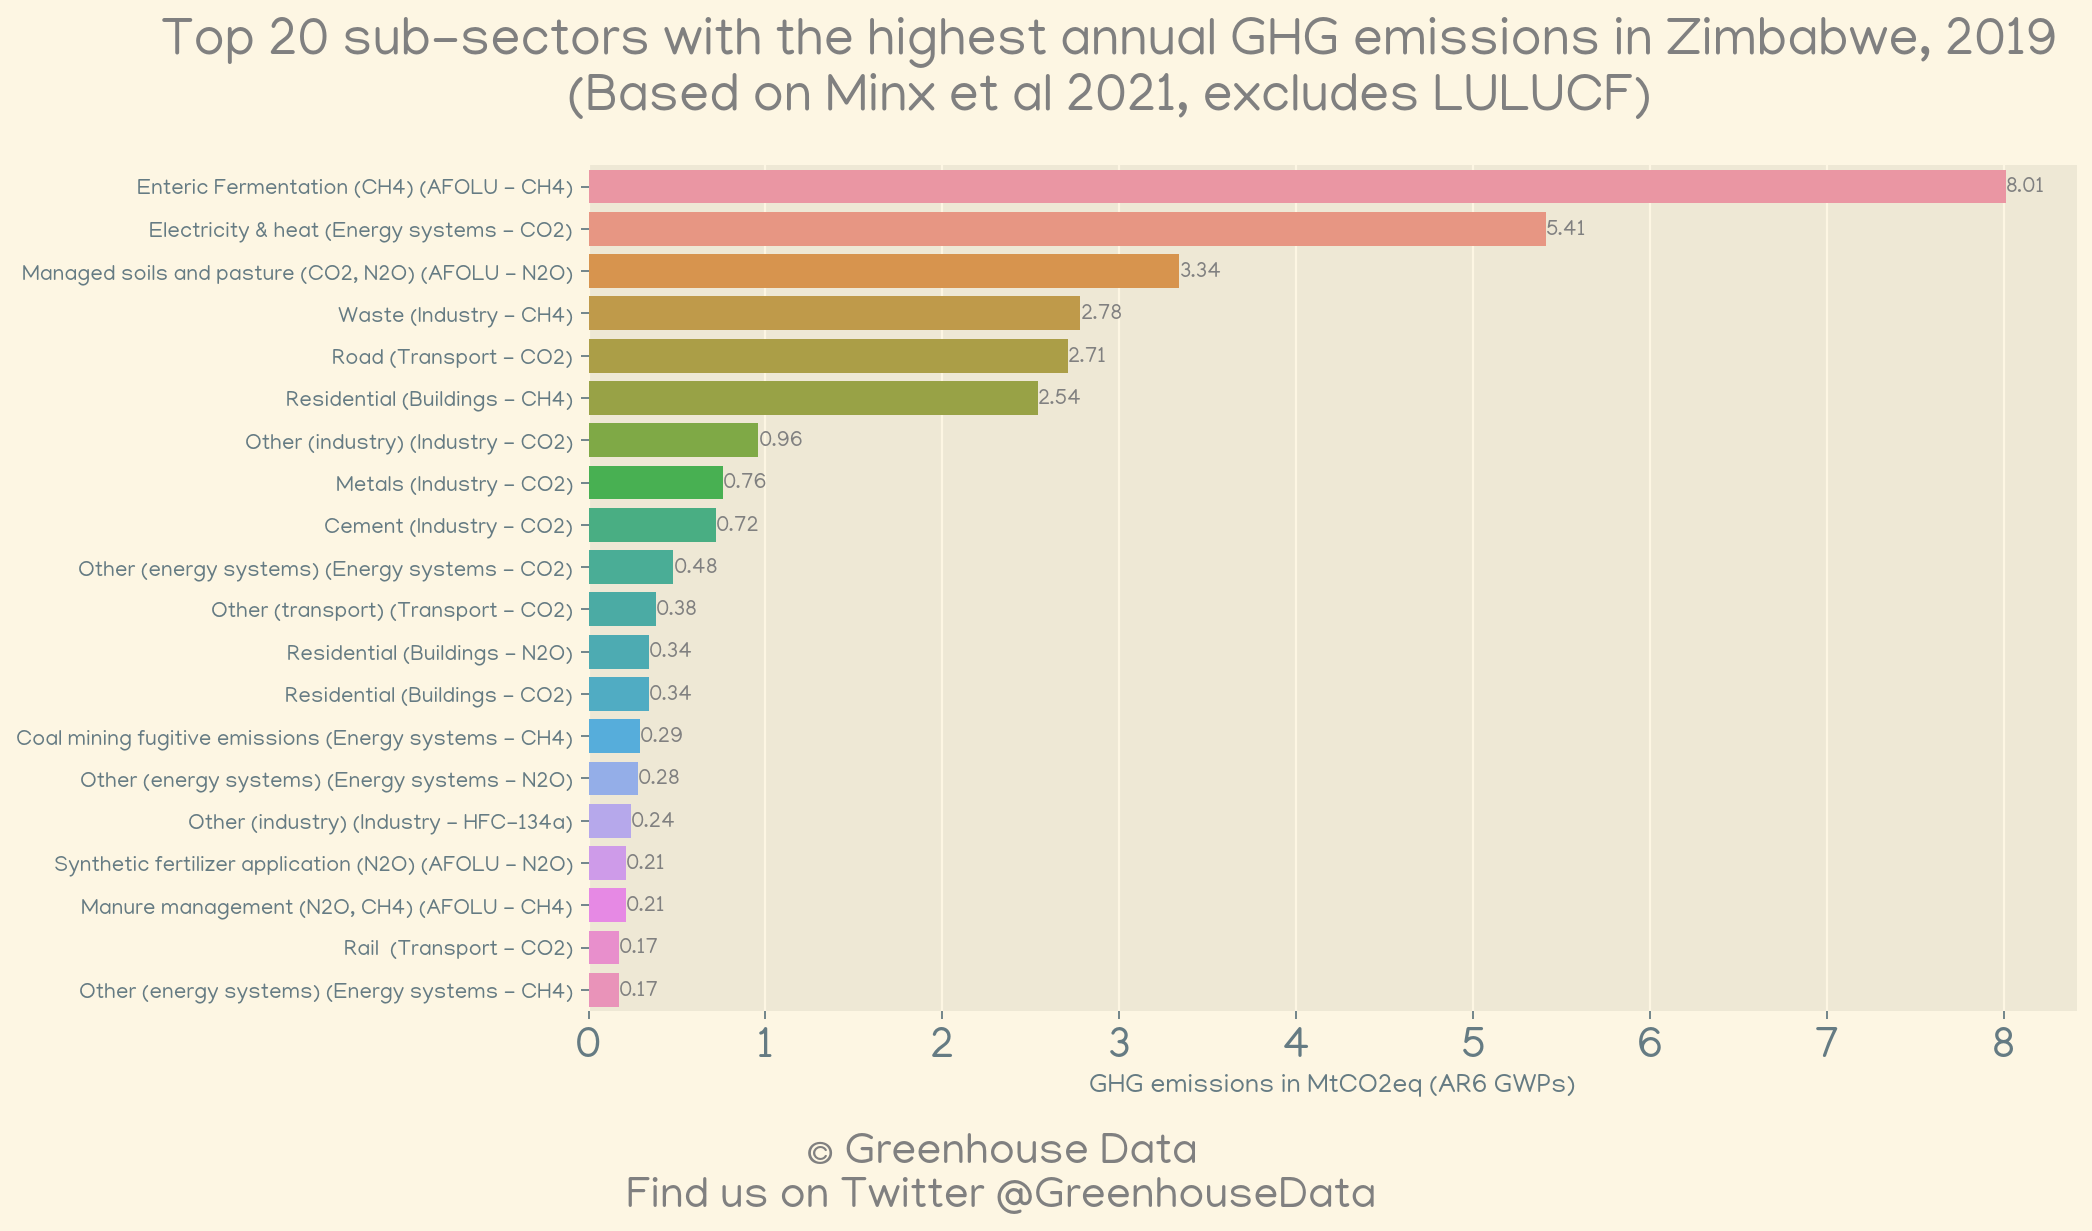 Top 20 sub-sectors with the highest annual GHG emissions in Zimbabwe, 2019
(Based on Minx et al 2021, excludes LULUCF)
Enteric Fermentation (CH4) (AFOLU - CH4) 8.01
Electricity & heat (Energy systems - CO2) 5.41
Managed soils and pasture (CO2, N2O) (AFOLU - N2O) 3.34
Waste (Industry - CH4) 2.78
Road (Transport - CO2) 2.71
Residential (Buildings - CH4) 2.54
Other (industry) (Industry - CO2) 0.96
Metals (Industry - CO2) 0.76
Cement (Industry - CO2) 0.72
Other (energy systems) (Energy systems - CO2) 0.48
Other (transport) (Transport - CO2) 0.38
Residential (Buildings - N2O) 0.34
Residential (Buildings - CO2) 0.34
Coal mining fugitive emissions (Energy systems - CH4) 0.29
Other (energy systems) (Energy systems - N2O) 0.28
Other (industry) (Industry - HFC-134a) 0.24
Synthetic fertilizer application (N2O) (AFOLU - N2O) 0.21
Manure management (N2O, CH4) (AFOLU - CH4) 0.21
Rail  (Transport - CO2) 0.17
Other (energy systems) (Energy systems - CH4) 0.17
0 1 2 3 4 5 6 7 8
GHG emissions in MtCO2eq (AR6 GWPs)
© Greenhouse Data
Find us on Twitter @GreenhouseData